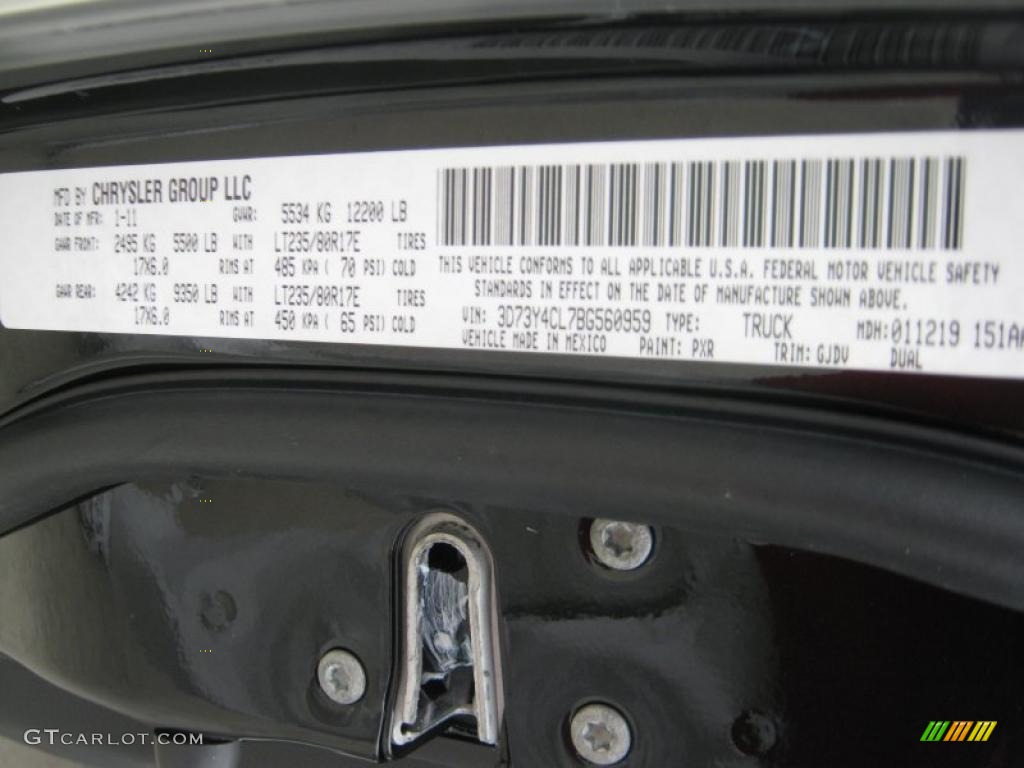 MFD BY CHRYSLER GROUP LLC
DATE OF MFR: 1-11 GVWR: 5534 KG 12200 LB
GAWR FRONT: 2495 KG 5500 LB WITH LT235/80R17E TIRES
17X6.0 RIMS AT 485 KPA ( 70 PSI) COLD
GAWR REAR: 4242 KG 9350 LB WITH LT235/80R17E TIRES
17X6.0 RIMS AT 450 KPA ( 65 PSI) COLD
THIS VEHICLE CONFORMS TO ALL APPLICABLE U.S.A. FEDERAL MOTOR VEHICLE SAFETY
STANDARDS IN EFFECT ON THE DATE OF MANUFACTURE SHOWN ABOVE.
VIN: 3D73Y4CL7BG560959 TYPE: TRUCK MDH: 011219 151
VEHICLE MADE IN MEXICO PAINT: PXR TRIM: GJDV DUAL
GTCARLOT.COM